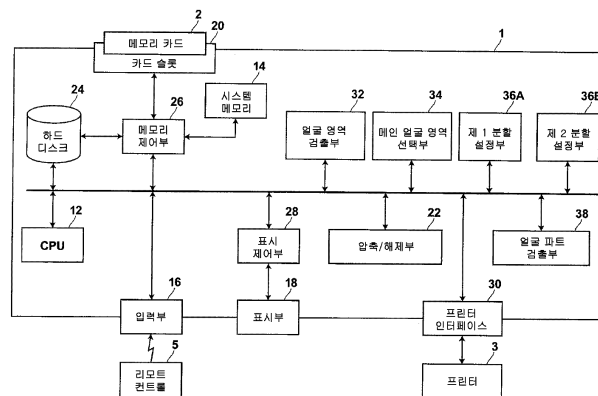 2
20
1
메모리 카드
카드 슬롯
24
26
14
32
34
36A
36B
하드
디스크
메모리
제어부
시스템
메모리
얼굴 영역
검출부
메인 얼굴 영역
선택부
제 1 분할
설정부
제 2 분할
설정부
12
28
22
38
CPU
표시
제어부
압축/해제부
얼굴 파트
검출부
16
18
30
입력부
표시부
프린터
인터페이스
5
3
리모트
컨트롤
프린터